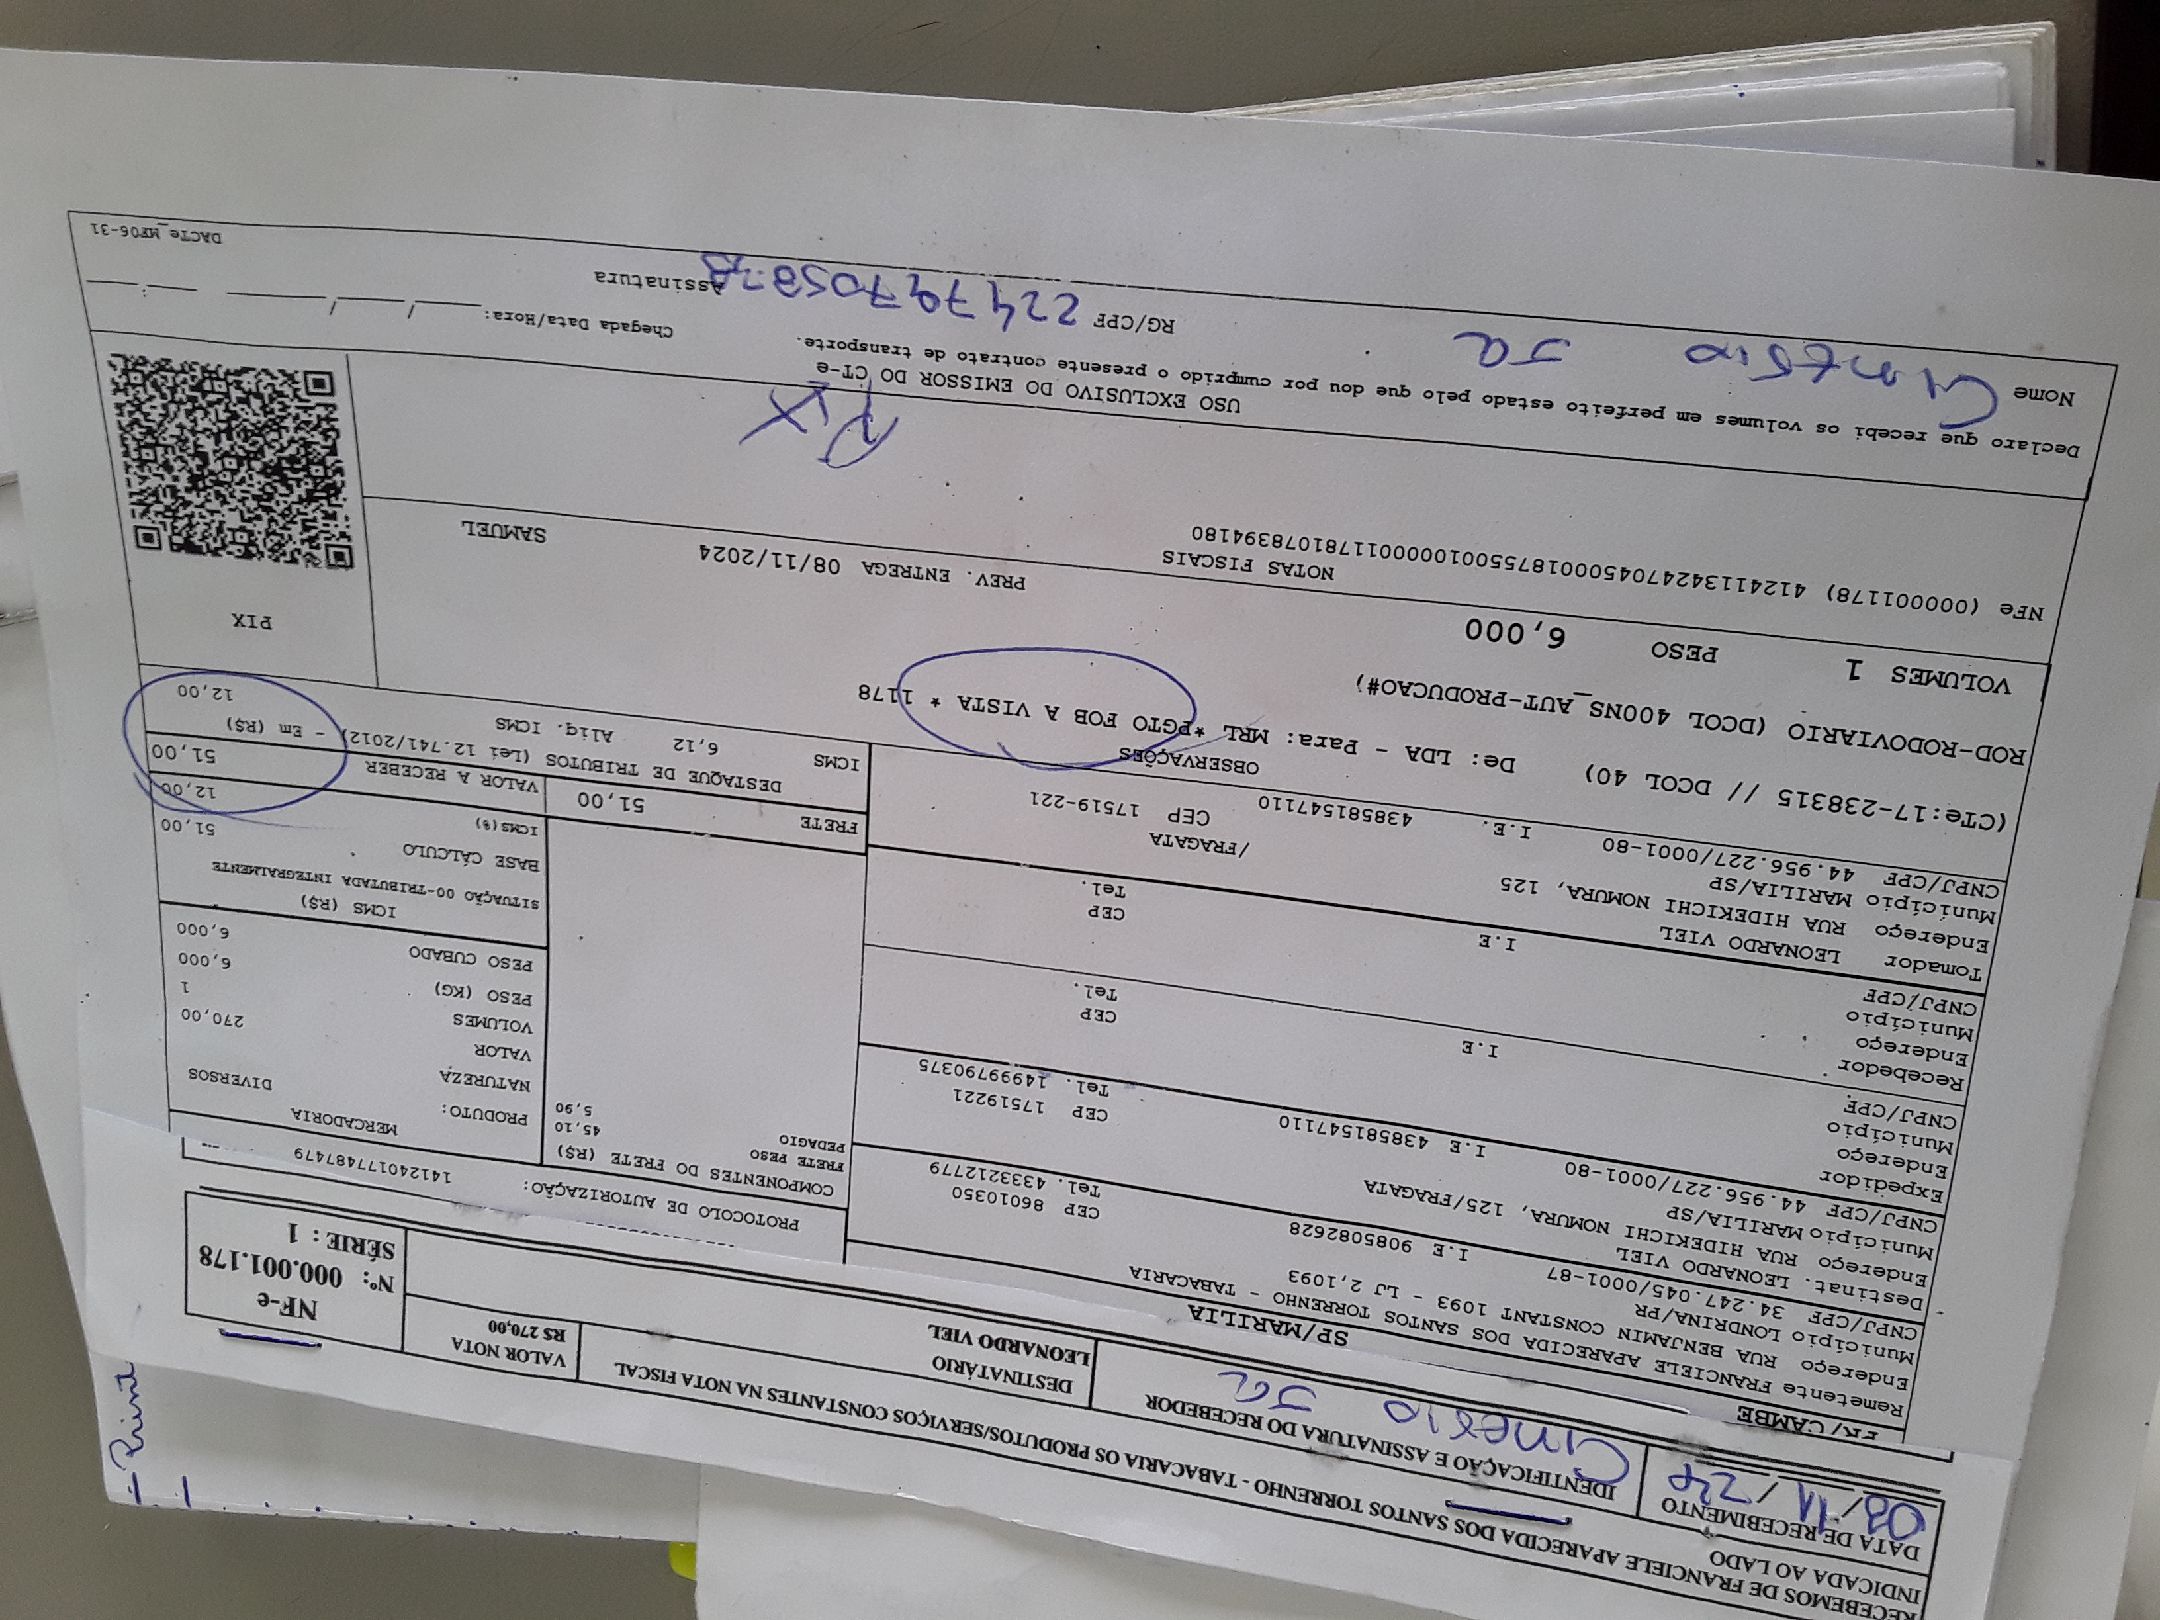 RECEBEMOS DE FRANCIELE APARECIDA DOS SANTOS TORRENHO - TABACARIA OS PRODUTOS/SERVIÇOS CONSTANTES NA NOTA FISCAL
INDICADA AO LADO
DATA DE RECEBIMENTO
08/11/24
IDENTIFICAÇÃO E ASSINATURA DO RECEBEDOR
DESTINATÁRIO
LEONARDO VIEL
VALOR NOTA
R$ 270,00
NF-e
Nº: 000.001.178
SÉRIE : 1
PR/CAMBE
SP/MARILIA
Remetente FRANCIELE APARECIDA DOS SANTOS TORRENHO - TABACARIA
Endereço RUA BENJAMIN CONSTANT 1093 - LJ 2,1093
Município LONDRINA/PR CEP 86010350
CNPJ/CPF 34.247.045/0001-87 I.E 9085082628 Tel. 4333212779
Destinat. LEONARDO VIEL
Endereço RUA HIDEKICHI NOMURA, 125/FRAGATA
Município MARILIA/SP CEP 17519221
CNPJ/CPF 44.956.227/0001-80 I.E 438581547110 Tel. 14999790375
Expedidor
Endereço
Município CEP
CNPJ/CPF I.E Tel.
Recebedor
Endereço
Município CEP
CNPJ/CPF I.E Tel.
Tomador LEONARDO VIEL
Endereço RUA HIDEKICHI NOMURA, 125 /FRAGATA
Município MARILIA/SP CEP 17519-221
CNPJ/CPF 44.956.227/0001-80 I.E. 438581547110
PROTOCOLO DE AUTORIZAÇÃO: 141240177487479
COMPONENTES DO FRETE (R$)
FRETE PESO 45,10
PEDAGIO 5,90
FRETE 51,00
PRODUTO: MERCADORIA
NATUREZA DIVERSOS
VALOR 270,00
VOLUMES 1
PESO (KG) 6,000
PESO CUBADO 6,000
ICMS (R$)
SITUAÇÃO 00-TRIBUTADA INTEGRALMENTE
BASE CÁLCULO 51,00
ICMS(%) 12,00
VALOR A RECEBER 51,00
DESTAQUE DE TRIBUTOS (Lei 12.741/2012) - Em (R$)
ICMS 6,12 Aliq. ICMS 12,00
OBSERVAÇÕES
(CTe:17-238315 // DCOL 40) De: LDA - Para: MRL *PGTO FOB A VISTA * 1178
ROD-RODOVIARIO (DCOL 400NS_AUT-PRODUCAO#)
VOLUMES 1 PESO 6,000
PREV. ENTREGA 08/11/2024 SAMUEL
PIX
NOTAS FISCAIS
NFe (000001178) 41241134247045000187550010000011781078394180
PIX
USO EXCLUSIVO DO EMISSOR DO CT-e
Declaro que recebi os volumes em perfeito estado pelo que dou por cumprido o presente contrato de transporte.
Chegada Data/Hora: / / :
Nome
RG/CPF
Assinatura
DACTe_MF06-31
Print